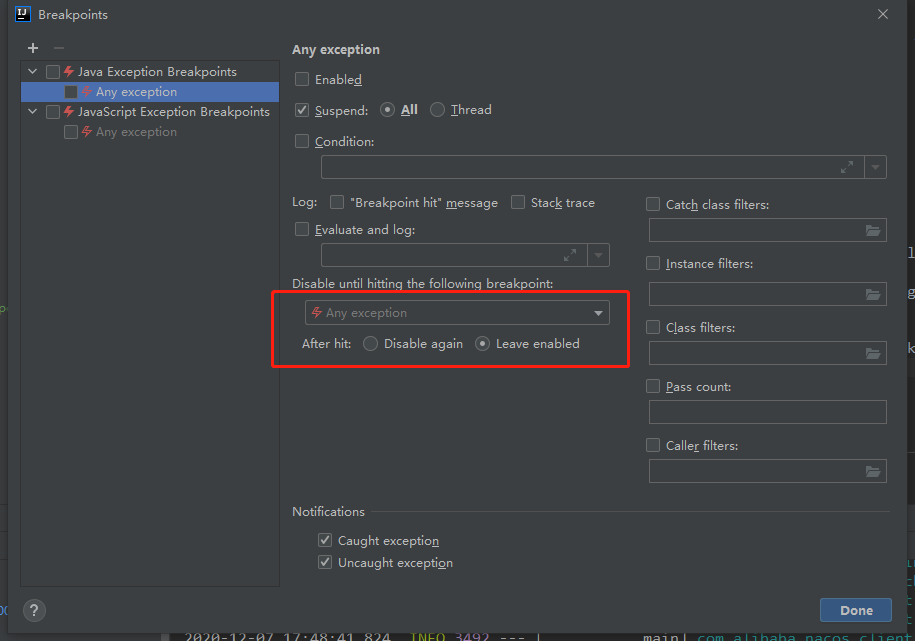 IJ Breakpoints
Java Exception Breakpoints
Any exception
JavaScript Exception Breakpoints
Any exception
Any exception
Enabled
Suspend: All Thread
Condition:
Log: "Breakpoint hit" message Stack trace
Evaluate and log:
Disable until hitting the following breakpoint:
Any exception
After hit: Disable again Leave enabled
Catch class filters:
Instance filters:
Class filters:
Pass count:
Caller filters:
Notifications
Caught exception
Uncaught exception
? Done
2020-12-07 17:48:41.824 INFO 3492 --- [ main] com.alibaba.nacos.client